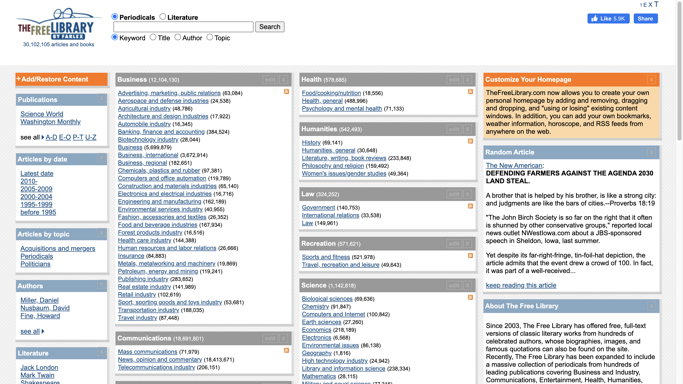 THE FREE LIBRARY
BY FARLEX
30,102,105 articles and books
Periodicals Literature
Search
Keyword Title Author Topic
TEXT
Like 5.9K Share
+Add/Restore Content
Publications
Science World
Washington Monthly
see all A-D E-O P-T U-Z
Articles by date
Latest date
2010-
2005-2009
2000-2004
1995-1999
before 1995
Articles by topic
Acquisitions and mergers
Periodicals
Politicians
Authors
Miller, Daniel
Nusbaum, David
Fine, Howard
see all
Literature
Jack London
Mark Twain
Shakespeare
Business (12,104,130)
Advertising, marketing, public relations (63,084)
Aerospace and defense industries (24,538)
Agricultural industry (48,786)
Architecture and design industries (17,922)
Automobile industry (16,345)
Banking, finance and accounting (384,524)
Biotechnology industry (28,044)
Business (5,699,879)
Business, international (3,672,914)
Business, regional (182,651)
Chemicals, plastics and rubber (97,381)
Computers and office automation (119,789)
Construction and materials industries (65,140)
Electronics and electrical industries (16,716)
Engineering and manufacturing (162,189)
Environmental services industry (40,965)
Fashion, accessories and textiles (26,352)
Food and beverage industries (167,934)
Forest products industry (16,516)
Health care industry (144,388)
Human resources and labor relations (26,666)
Insurance (84,883)
Metals, metalworking and machinery (19,869)
Petroleum, energy and mining (119,241)
Publishing industry (283,652)
Real estate industry (141,989)
Retail industry (102,619)
Sport, sporting goods and toys industry (53,681)
Transportation industry (188,035)
Travel industry (87,448)
Communications (18,691,801)
Mass communications (71,979)
News, opinion and commentary (18,413,671)
Telecommunications industry (206,151)
Health (578,685)
Food/cooking/nutrition (18,556)
Health, general (488,996)
Psychology and mental health (71,133)
Humanities (542,493)
History (69,141)
Humanities, general (30,648)
Literature, writing, book reviews (233,848)
Philosophy and religion (159,492)
Women's issues/gender studies (49,364)
Law (324,252)
Government (140,753)
International relations (33,538)
Law (149,961)
Recreation (571,621)
Sports and fitness (521,978)
Travel, recreation and leisure (49,643)
Science (1,142,918)
Biological sciences (69,636)
Chemistry (91,847)
Computers and Internet (100,842)
Earth sciences (27,260)
Economics (218,189)
Electronics (6,568)
Environmental issues (86,138)
Geography (1,816)
High technology industry (24,942)
Library and information science (238,334)
Mathematics (28,115)
Customize Your Homepage
TheFreeLibrary.com now allows you to create your own
personal homepage by adding and removing, dragging
and dropping, and "using or losing" existing content
windows. In addition, you can add your own bookmarks,
weather information, horoscope, and RSS feeds from
anywhere on the web.
Random Article
The New American:
DEFENDING FARMERS AGAINST THE AGENDA 2030
LAND STEAL.
A brother that is helped by his brother, is like a strong city:
and judgments are like the bars of cities.--Proverbs 18:19
"The John Birch Society is so far on the right that it often
is shunned by other conservative groups," reported local
news outlet NWestIowa.com about a JBS-sponsored
speech in Sheldon, Iowa, last summer.
Yet despite its far-right-fringe, tin-foil-hat depiction, the
article admits that the event drew a crowd of 100. In fact,
it was part of a well-received...
keep reading this article
About The Free Library
Since 2003, The Free Library has offered free, full-text
versions of classic literary works from hundreds of
celebrated authors, whose biographies, images, and
famous quotations can also be found on the site.
Recently, The Free Library has been expanded to include
a massive collection of periodicals from hundreds of
leading publications covering Business and Industry,
Communications, Entertainment, Health, Humanities,